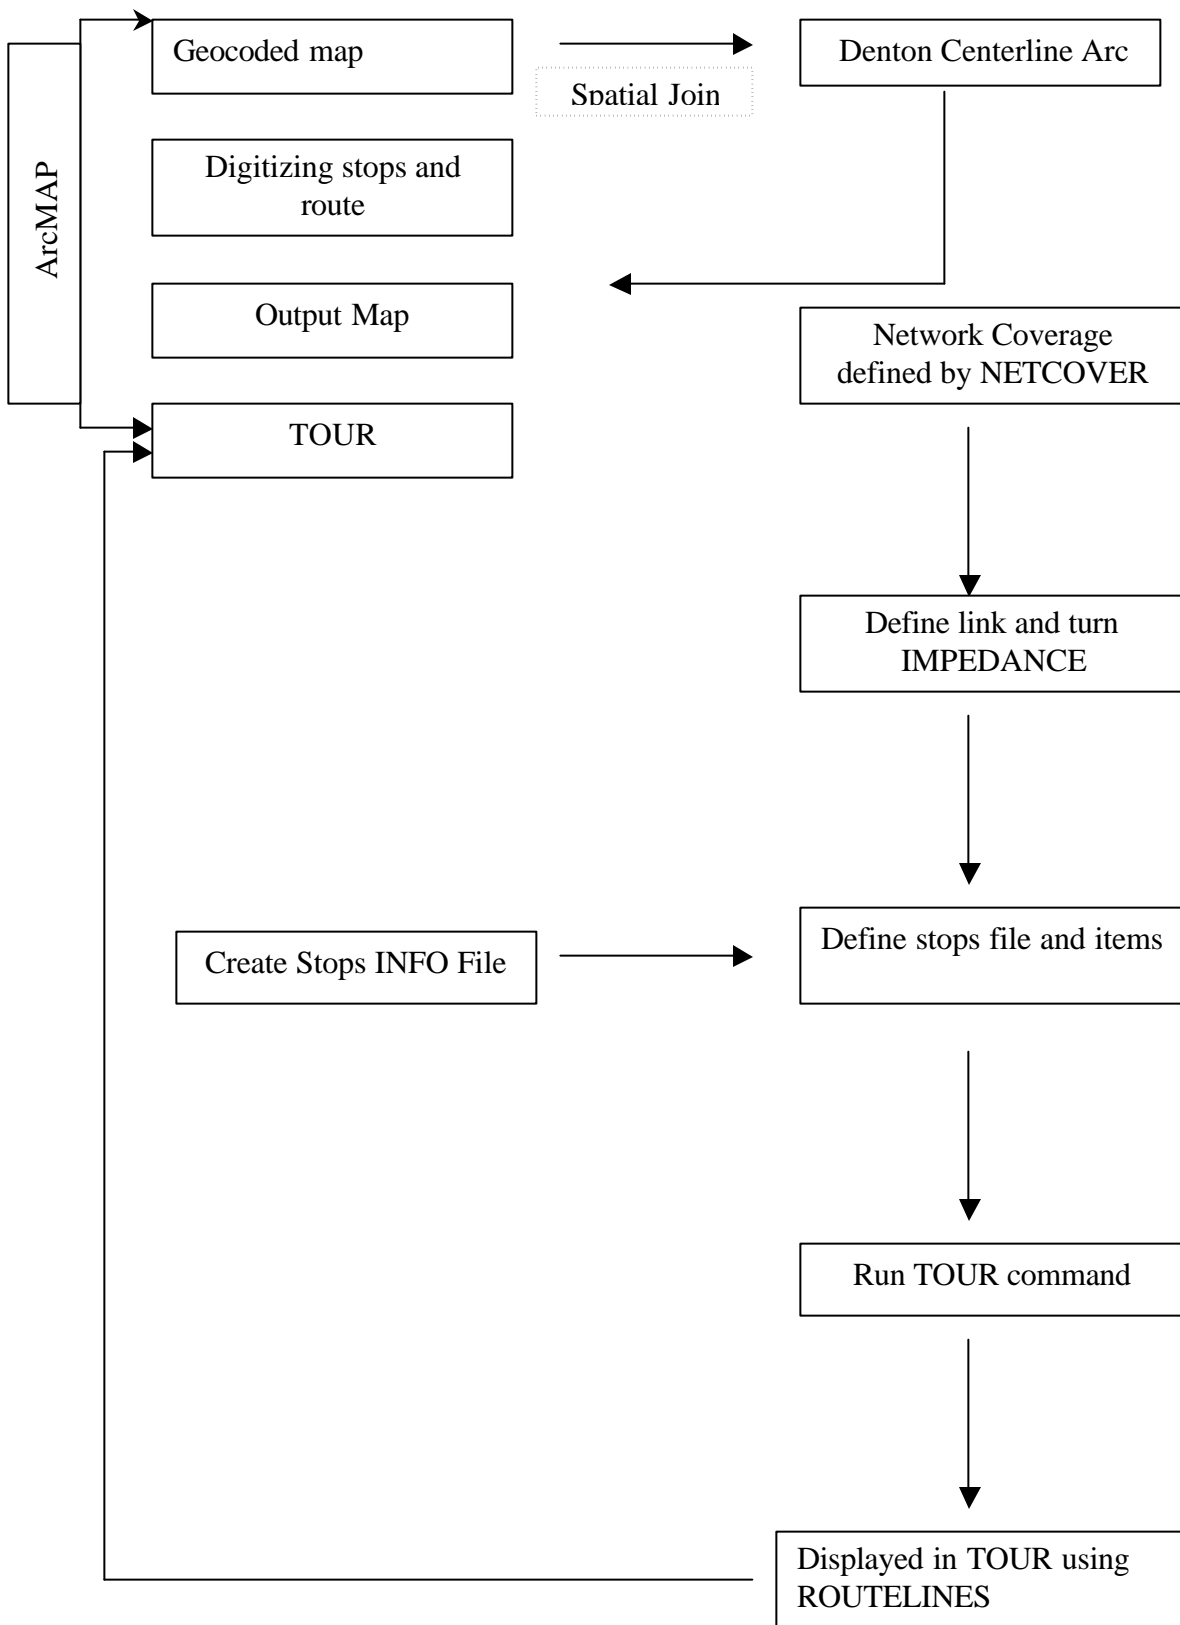 Geocoded map
Denton Centerline Arc
Spatial Join
Digitizing stops and
route
ArcMAP
Output Map
Network Coverage
defined by NETCOVER
TOUR
Define link and turn
IMPEDANCE
Create Stops INFO File
Define stops file and items
Run TOUR command
Displayed in TOUR using
ROUTELINES